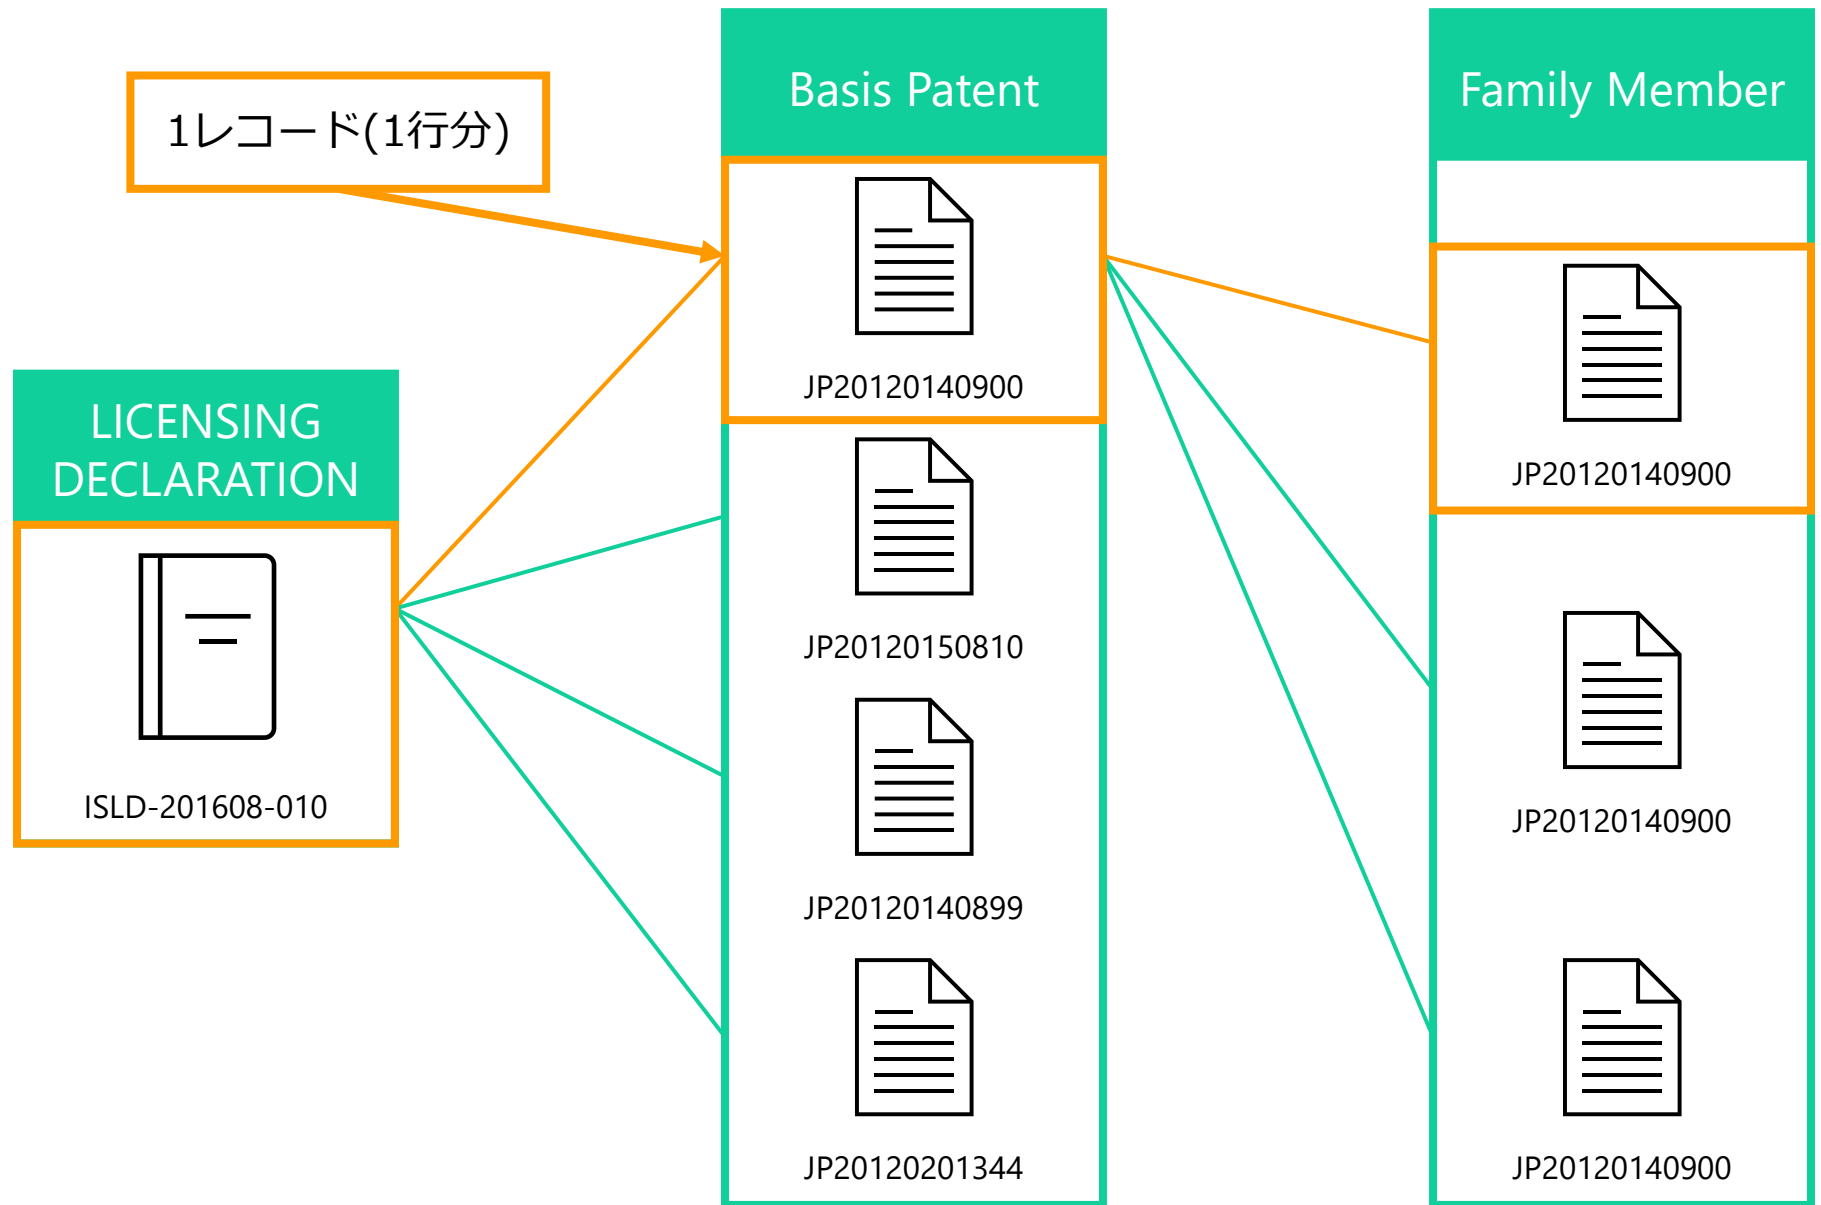 1レコード(1行分)
LICENSING
DECLARATION
ISLD-201608-010
Basis Patent
JP20120140900
JP20120150810
JP20120140899
JP20120201344
Family Member
JP20120140900
JP20120140900
JP20120140900